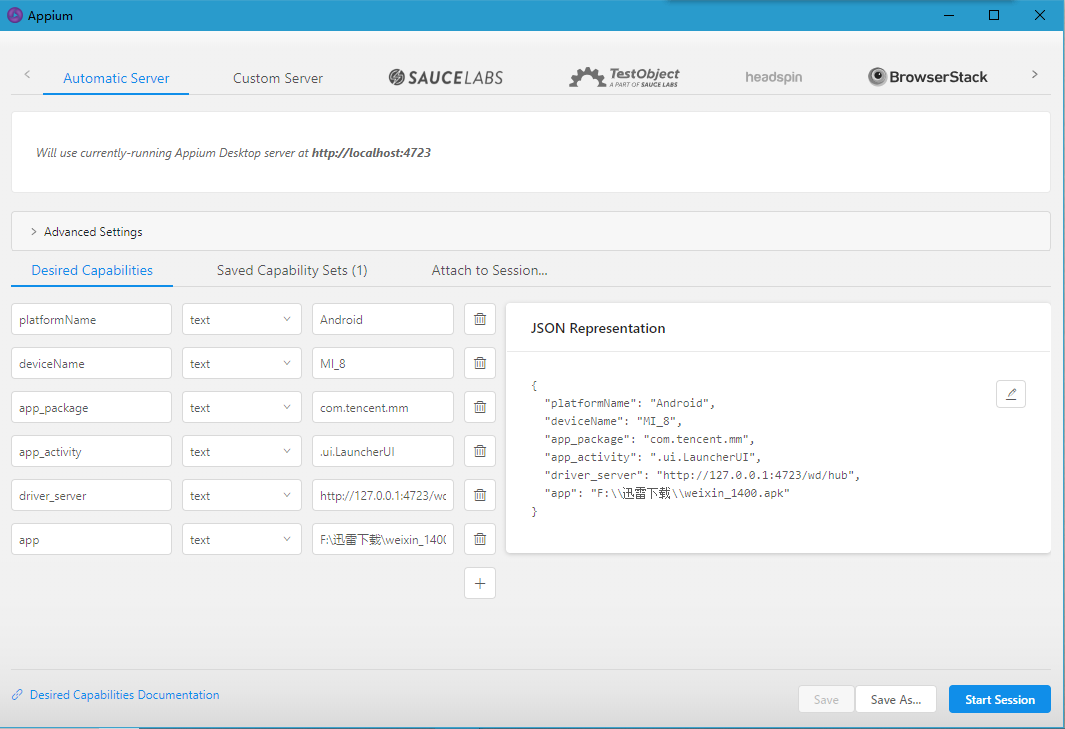 Appium
Automatic Server Custom Server SAUCELABS TestObject A PART OF SAUCE LABS headspin BrowserStack
Will use currently-running Appium Desktop server at http://localhost:4723
Advanced Settings
Desired Capabilities Saved Capability Sets (1) Attach to Session...
platformName text Android
deviceName text MI_8
app_package text com.tencent.mm
app_activity text .ui.LauncherUI
driver_server text http://127.0.0.1:4723/wd
app text F:\迅雷下载\weixin_1400
JSON Representation
{
"platformName": "Android",
"deviceName": "MI_8",
"app_package": "com.tencent.mm",
"app_activity": ".ui.LauncherUI",
"driver_server": "http://127.0.0.1:4723/wd/hub",
"app": "F:\\迅雷下载\\weixin_1400.apk"
}
Desired Capabilities Documentation
Save Save As... Start Session